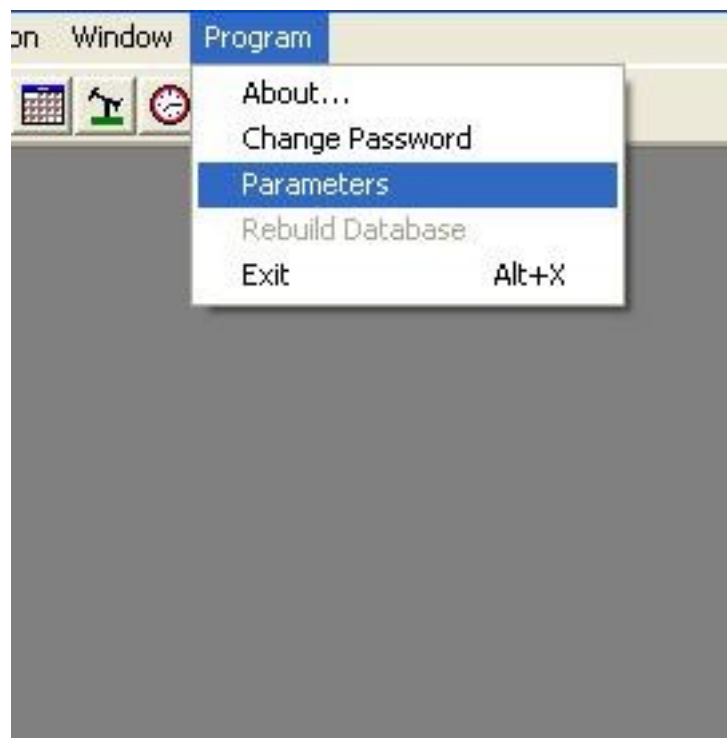 on Window Program
About...
Change Password
Parameters
Rebuild Database
Exit Alt+X